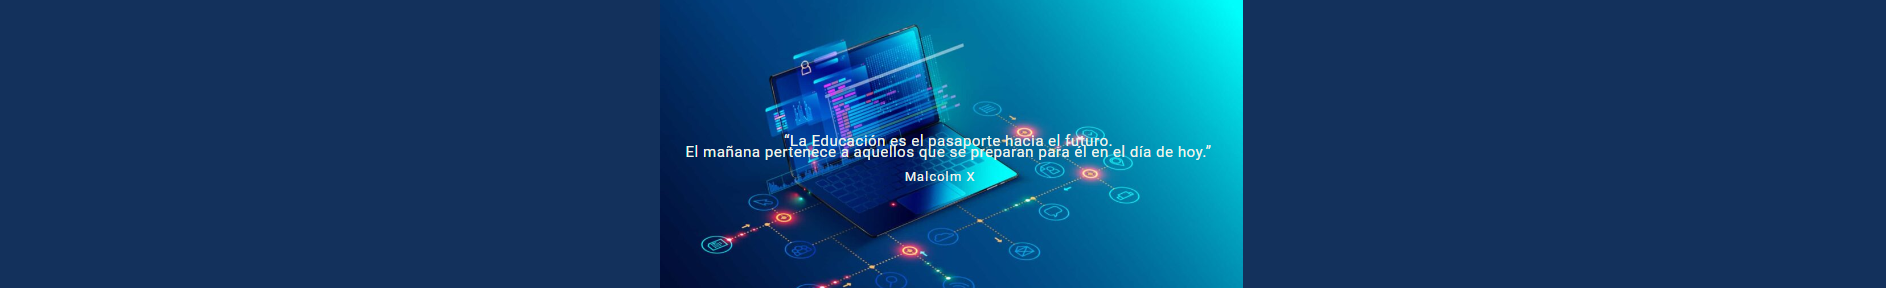 “La Educación es el pasaporte hacia el futuro.
El mañana pertenece a aquellos que se preparan para él en el día de hoy.”
Malcolm X